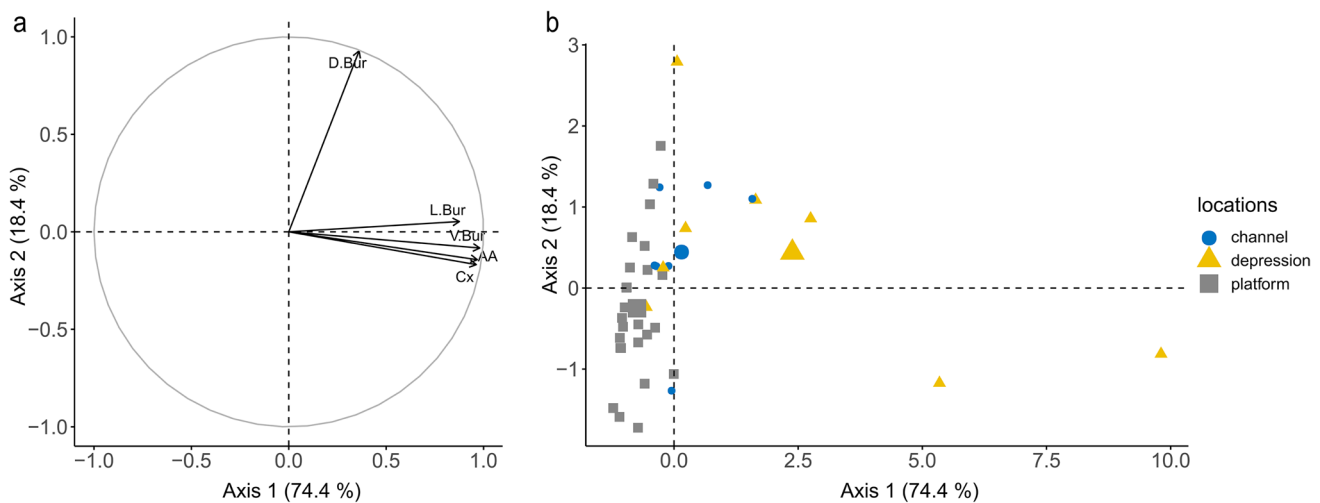 a
1.0
0.5
0.0
−0.5
−1.0
Axis 2 (18.4 %)
D.Bur
L.Bur
V.Bur
AA
Cx
−1.0 −0.5 0.0 0.5 1.0
Axis 1 (74.4 %)
b
3
2
1
0
−1
Axis 2 (18.4 %)
0.0 2.5 5.0 7.5 10.0
Axis 1 (74.4 %)
locations
channel
depression
platform